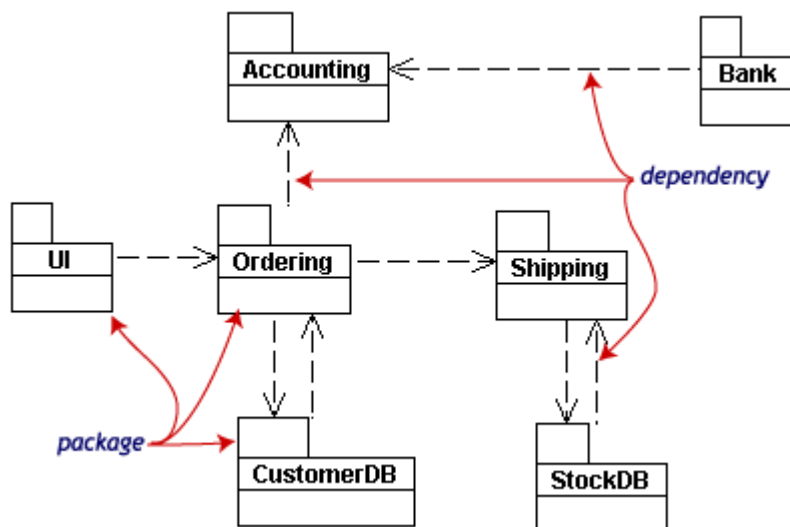 Accounting
Bank
dependency
UI
Ordering
Shipping
package
CustomerDB
StockDB